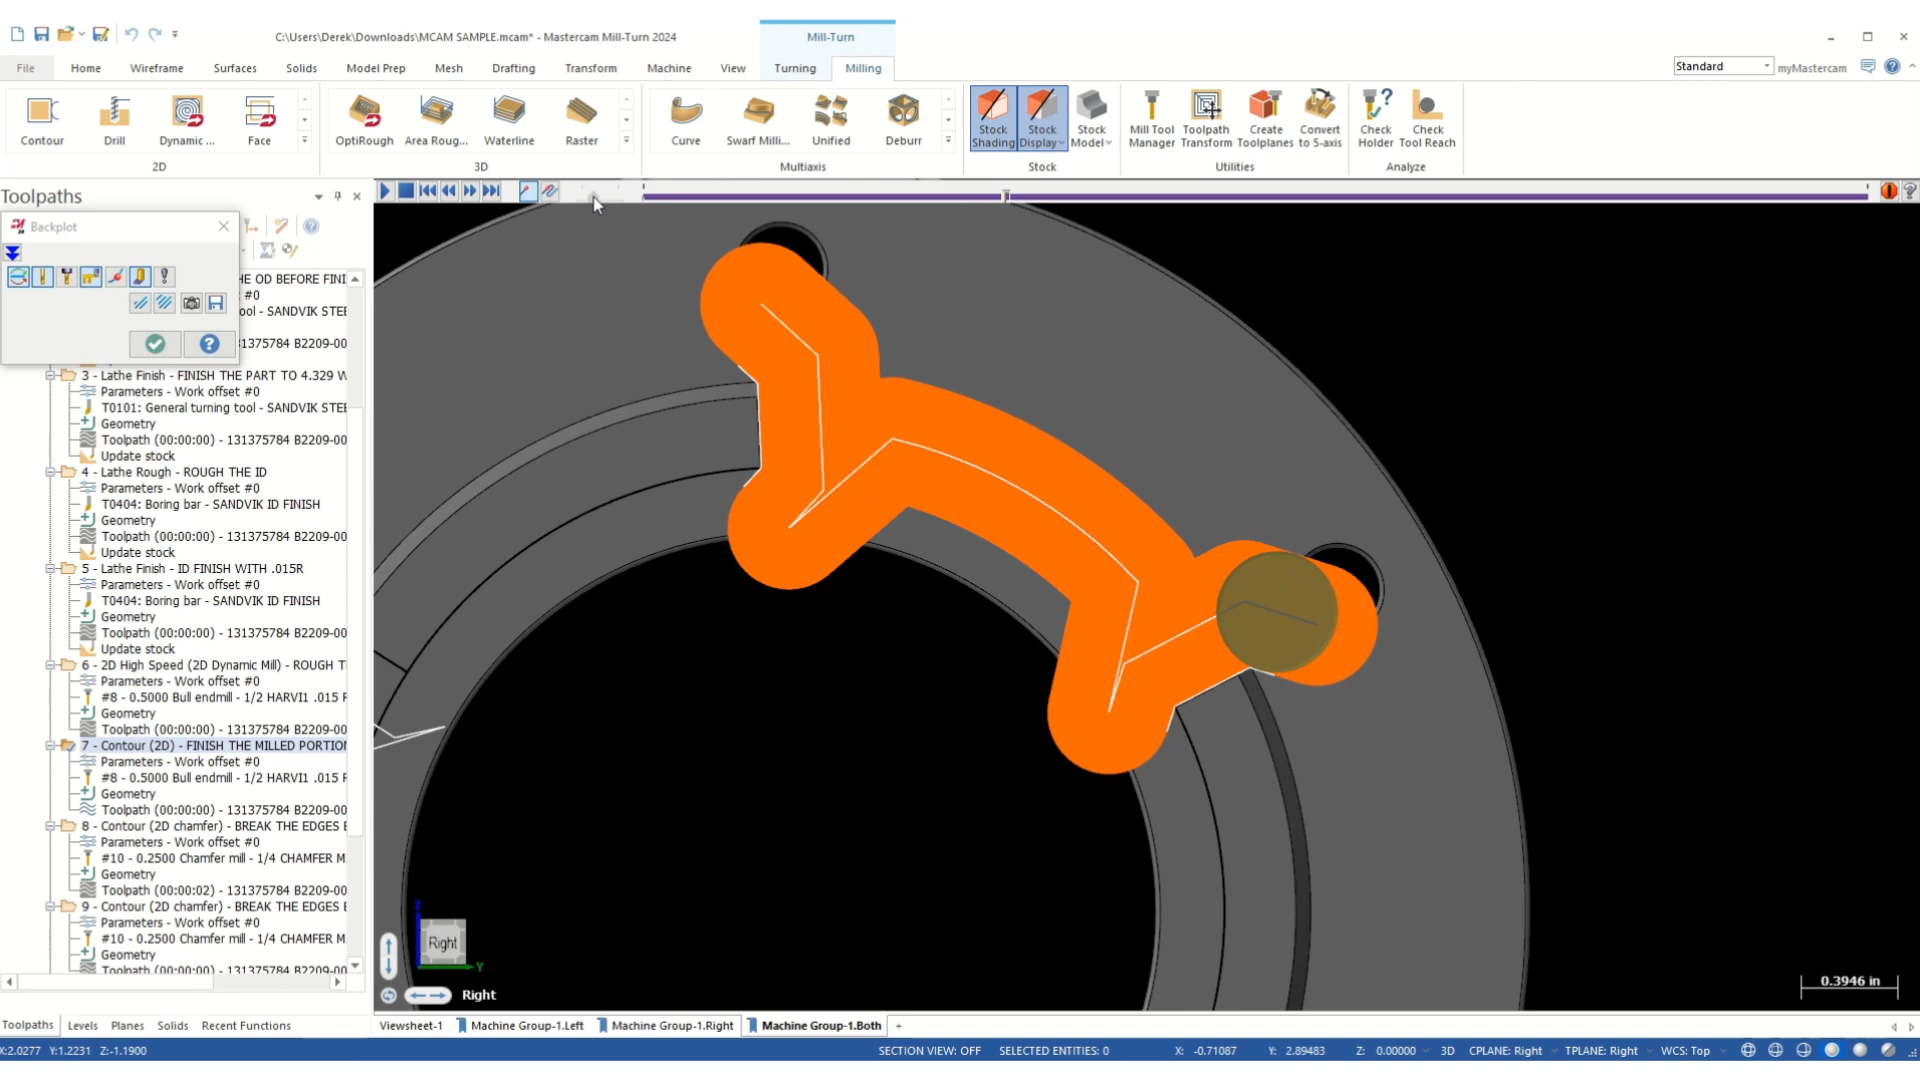 C:\Users\Derek\Downloads\MCAM SAMPLE.mcam* - Mastercam Mill-Turn 2024
Mill-Turn
File Home Wireframe Surfaces Solids Model Prep Mesh Drafting Transform Machine View Turning Milling
Standard myMastercam
Contour Drill Dynamic ... Face
OptiRough Area Roug... Waterline Raster
Curve Swarf Milli... Unified Deburr
Stock Shading Stock Display Stock Model
Mill Tool Manager Toolpath Transform Create Toolplanes Convert to 5-axis
Check Holder Check Tool Reach
2D 3D Multiaxis Stock Utilities Analyze
Toolpaths
Backplot
HE OD BEFORE FINI
#0
ool - SANDVIK STEE
131375784 B2209-00
3 - Lathe Finish - FINISH THE PART TO 4.329 W
Parameters - Work offset #0
T0101: General turning tool - SANDVIK STEE
Geometry
Toolpath (00:00:00) - 131375784 B2209-00
Update stock
4 - Lathe Rough - ROUGH THE ID
Parameters - Work offset #0
T0404: Boring bar - SANDVIK ID FINISH
Geometry
Toolpath (00:00:00) - 131375784 B2209-00
Update stock
5 - Lathe Finish - ID FINISH WITH .015R
Parameters - Work offset #0
T0404: Boring bar - SANDVIK ID FINISH
Geometry
Toolpath (00:00:00) - 131375784 B2209-00
Update stock
6 - 2D High Speed (2D Dynamic Mill) - ROUGH T
Parameters - Work offset #0
#8 - 0.5000 Bull endmill - 1/2 HARVI1 .015 F
Geometry
Toolpath (00:00:00) - 131375784 B2209-00
7 - Contour (2D) - FINISH THE MILLED PORTION
Parameters - Work offset #0
#8 - 0.5000 Bull endmill - 1/2 HARVI1 .015 F
Geometry
Toolpath (00:00:00) - 131375784 B2209-00
8 - Contour (2D chamfer) - BREAK THE EDGES E
Parameters - Work offset #0
#10 - 0.2500 Chamfer mill - 1/4 CHAMFER M
Geometry
Toolpath (00:00:02) - 131375784 B2209-00
9 - Contour (2D chamfer) - BREAK THE EDGES E
Parameters - Work offset #0
#10 - 0.2500 Chamfer mill - 1/4 CHAMFER M
Geometry
Toolpath (00:00:00) - 131375784 B2209-00
Z
Right
Y
Right
0.3946 in
Toolpaths Levels Planes Solids Recent Functions
Viewsheet-1 Machine Group-1.Left Machine Group-1.Right Machine Group-1.Both +
X:2.0277 Y:1.2231 Z:-1.1900
SECTION VIEW: OFF SELECTED ENTITIES: 0 X: -0.71087 Y: 2.89483 Z: 0.00000 3D CPLANE: Right TPLANE: Right WCS: Top